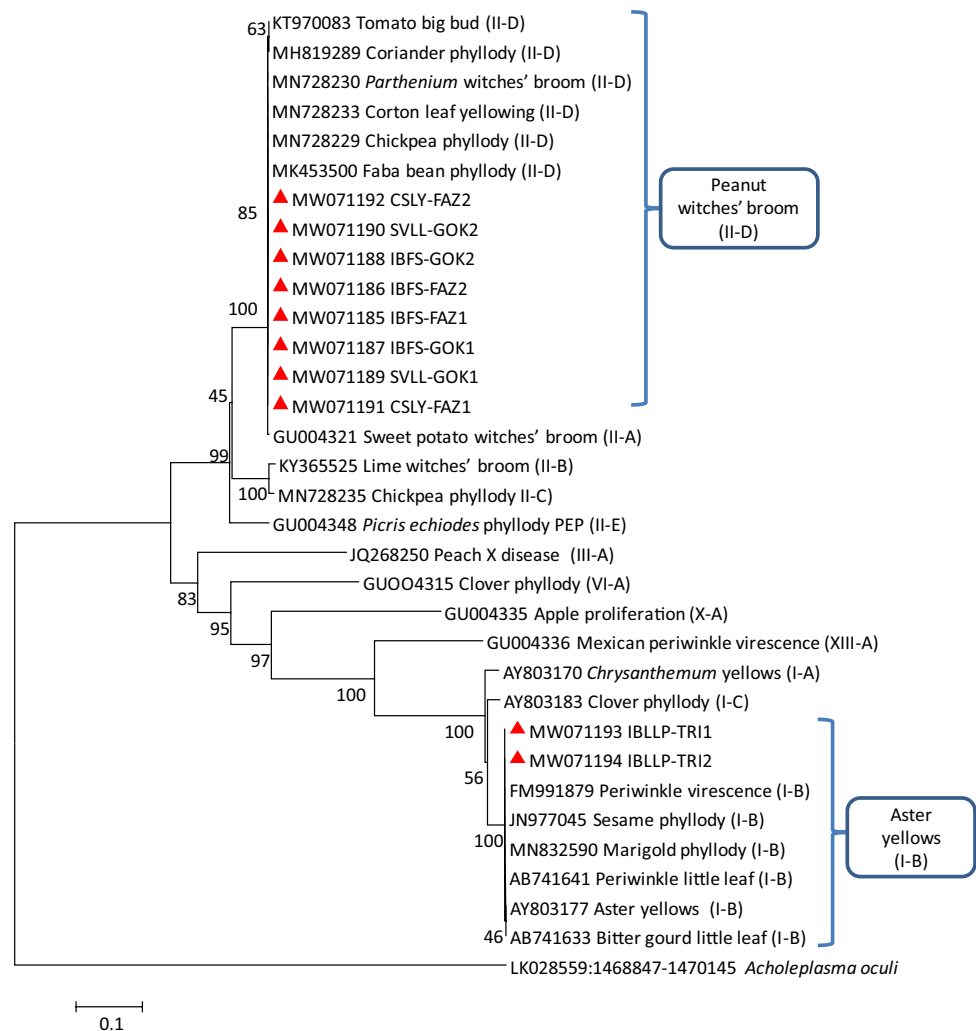 63
KT970083 Tomato big bud (II-D)
MH819289 Coriander phyllody (II-D)
MN728230 Parthenium witches’ broom (II-D)
MN728233 Corton leaf yellowing (II-D)
MN728229 Chickpea phyllody (II-D)
MK453500 Faba bean phyllody (II-D)
MW071192 CSLY-FAZ2
85
MW071190 SVLL-GOK2
MW071188 IBFS-GOK2
MW071186 IBFS-FAZ2
100
MW071185 IBFS-FAZ1
MW071187 IBFS-GOK1
MW071189 SVLL-GOK1
45
MW071191 CSLY-FAZ1
GU004321 Sweet potato witches’ broom (II-A)
99
KY365525 Lime witches’ broom (II-B)
100
MN728235 Chickpea phyllody II-C)
GU004348 Picris echiodes phyllody PEP (II-E)
JQ268250 Peach X disease (III-A)
83
GUOO4315 Clover phyllody (VI-A)
95
GU004335 Apple proliferation (X-A)
97
GU004336 Mexican periwinkle virescence (XIII-A)
100
AY803170 Chrysanthemum yellows (I-A)
AY803183 Clover phyllody (I-C)
100
MW071193 IBLLP-TRI1
MW071194 IBLLP-TRI2
56
FM991879 Periwinkle virescence (I-B)
JN977045 Sesame phyllody (I-B)
100
MN832590 Marigold phyllody (I-B)
AB741641 Periwinkle little leaf (I-B)
AY803177 Aster yellows (I-B)
46
AB741633 Bitter gourd little leaf (I-B)
LK028559:1468847-1470145 Acholeplasma oculi
Peanut
witches’ broom
(II-D)
Aster
yellows
(I-B)
0.1